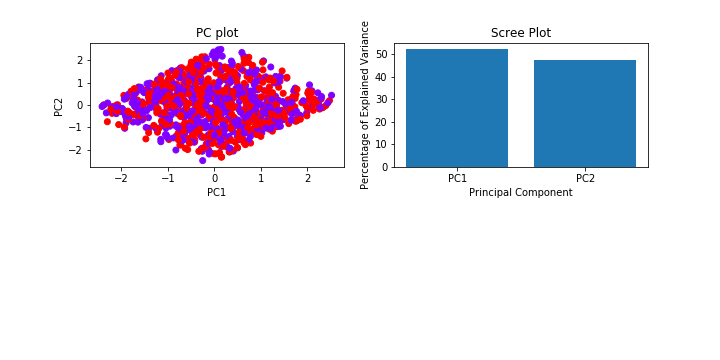 PC plot
2
1
0
−1
−2
PC2
−2
−1
0
1
2
PC1
Scree Plot
50
40
30
20
10
0
Percentage of Explained Variance
PC1
PC2
Principal Component